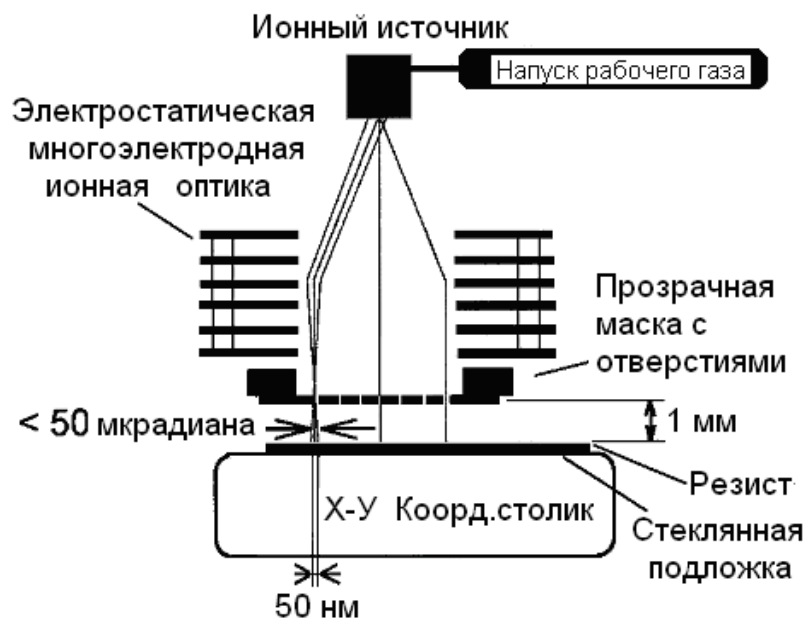 Ионный источник
Напуск рабочего газа
Электростатическая
многоэлектродная
ионная оптика
Прозрачная
маска с
отверстиями
< 50 мкрадиана
1 мм
Резист
Х-У Коорд.столик
Стеклянная
подложка
50 нм